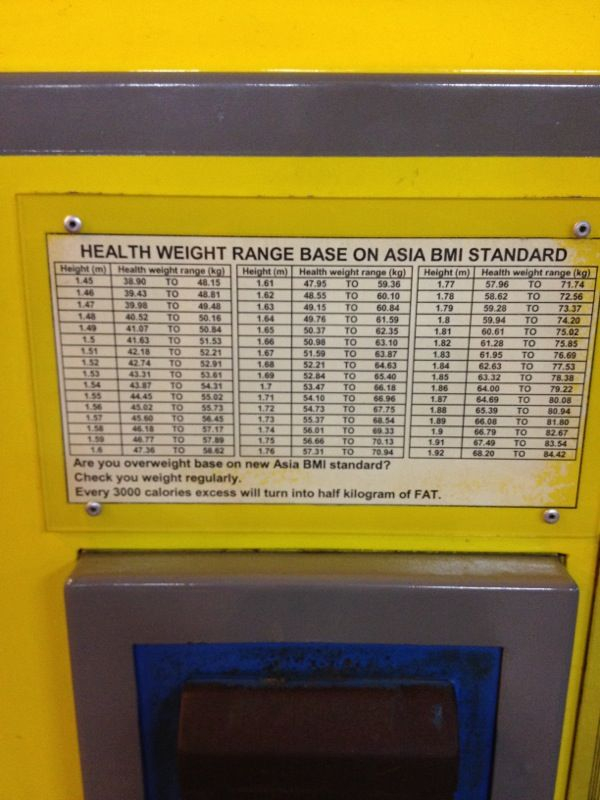 HEALTH WEIGHT RANGE BASE ON ASIA BMI STANDARD
Height (m) Health weight range (kg) Height (m) Health weight range (kg) Height (m) Health weight range (kg)
1.45 38.90 TO 48.15 1.61 47.95 TO 59.36 1.77 57.96 TO 71.74
1.46 39.43 TO 48.81 1.62 48.55 TO 60.10 1.78 58.62 TO 72.56
1.47 39.98 TO 49.48 1.63 49.15 TO 60.84 1.79 59.28 TO 73.37
1.48 40.52 TO 50.16 1.64 49.76 TO 61.59 1.8 59.94 TO 74.20
1.49 41.07 TO 50.84 1.65 50.37 TO 62.35 1.81 60.61 TO 75.02
1.5 41.63 TO 51.53 1.66 50.98 TO 63.10 1.82 61.28 TO 75.85
1.51 42.18 TO 52.21 1.67 51.59 TO 63.87 1.83 61.95 TO 76.69
1.52 42.74 TO 52.91 1.68 52.21 TO 64.63 1.84 62.63 TO 77.53
1.53 43.31 TO 53.61 1.69 52.84 TO 65.40 1.85 63.32 TO 78.38
1.54 43.87 TO 54.31 1.7 53.47 TO 66.18 1.86 64.00 TO 79.22
1.55 44.45 TO 55.02 1.71 54.10 TO 66.96 1.87 64.69 TO 80.08
1.56 45.02 TO 55.73 1.72 54.73 TO 67.75 1.88 65.39 TO 80.94
1.57 45.60 TO 56.45 1.73 55.37 TO 68.54 1.89 66.08 TO 81.80
1.58 46.18 TO 57.17 1.74 56.01 TO 69.33 1.9 66.79 TO 82.67
1.59 46.77 TO 57.89 1.75 56.66 TO 70.13 1.91 67.49 TO 83.54
1.6 47.36 TO 58.62 1.76 57.31 TO 70.94 1.92 68.20 TO 84.42
Are you overweight base on new Asia BMI standard?
Check you weight regularly.
Every 3000 calories excess will turn into half kilogram of FAT.